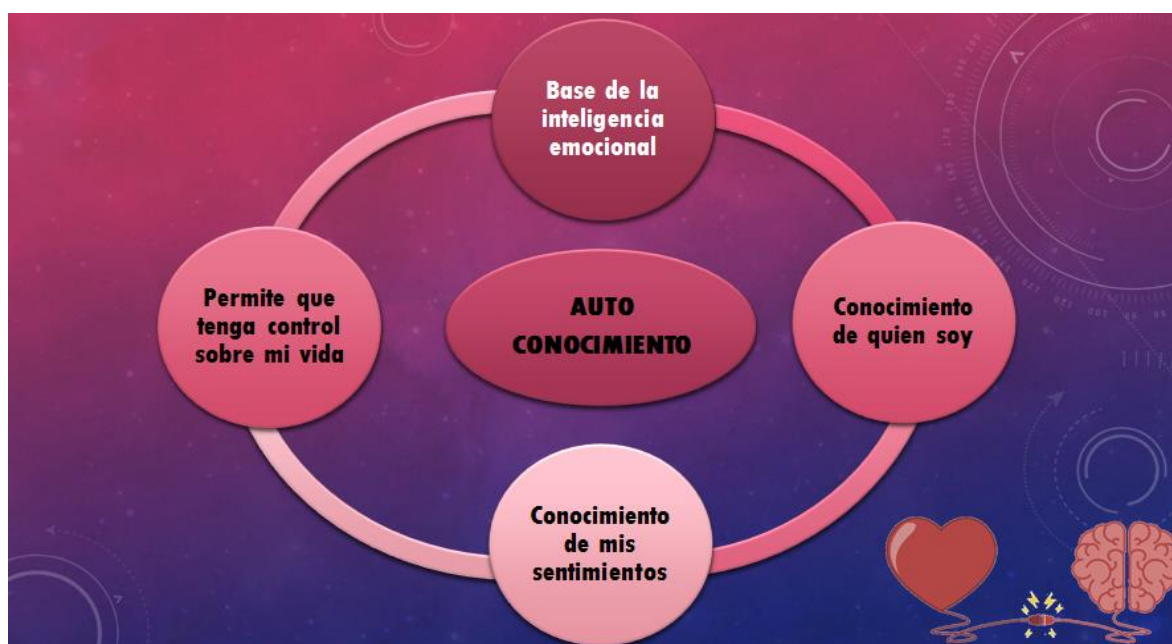 Base de la
inteligencia
emocional
Permite que
tenga control
sobre mi vida
AUTO
CONOCIMIENTO
Conocimiento
de quien soy
Conocimiento
de mis
sentimientos